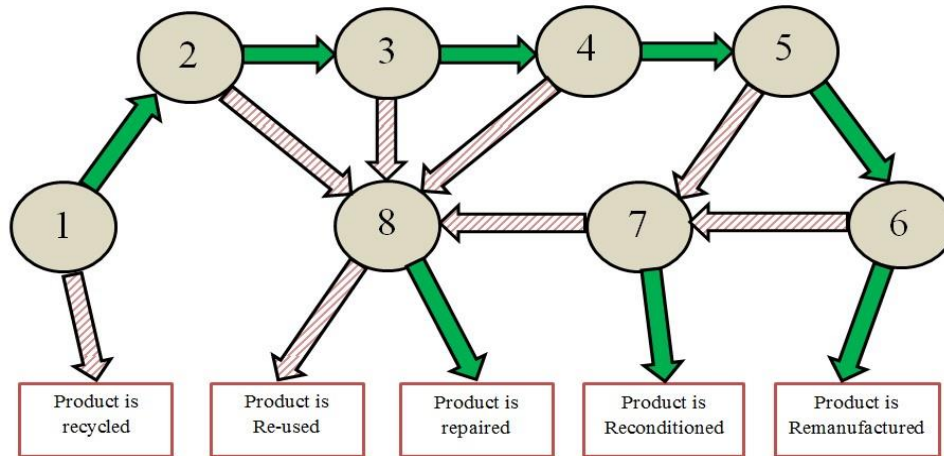 2
3
4
5
1
8
7
6
Product is
recycled
Product is
Re-used
Product is
repaired
Product is
Reconditioned
Product is
Remanufactured